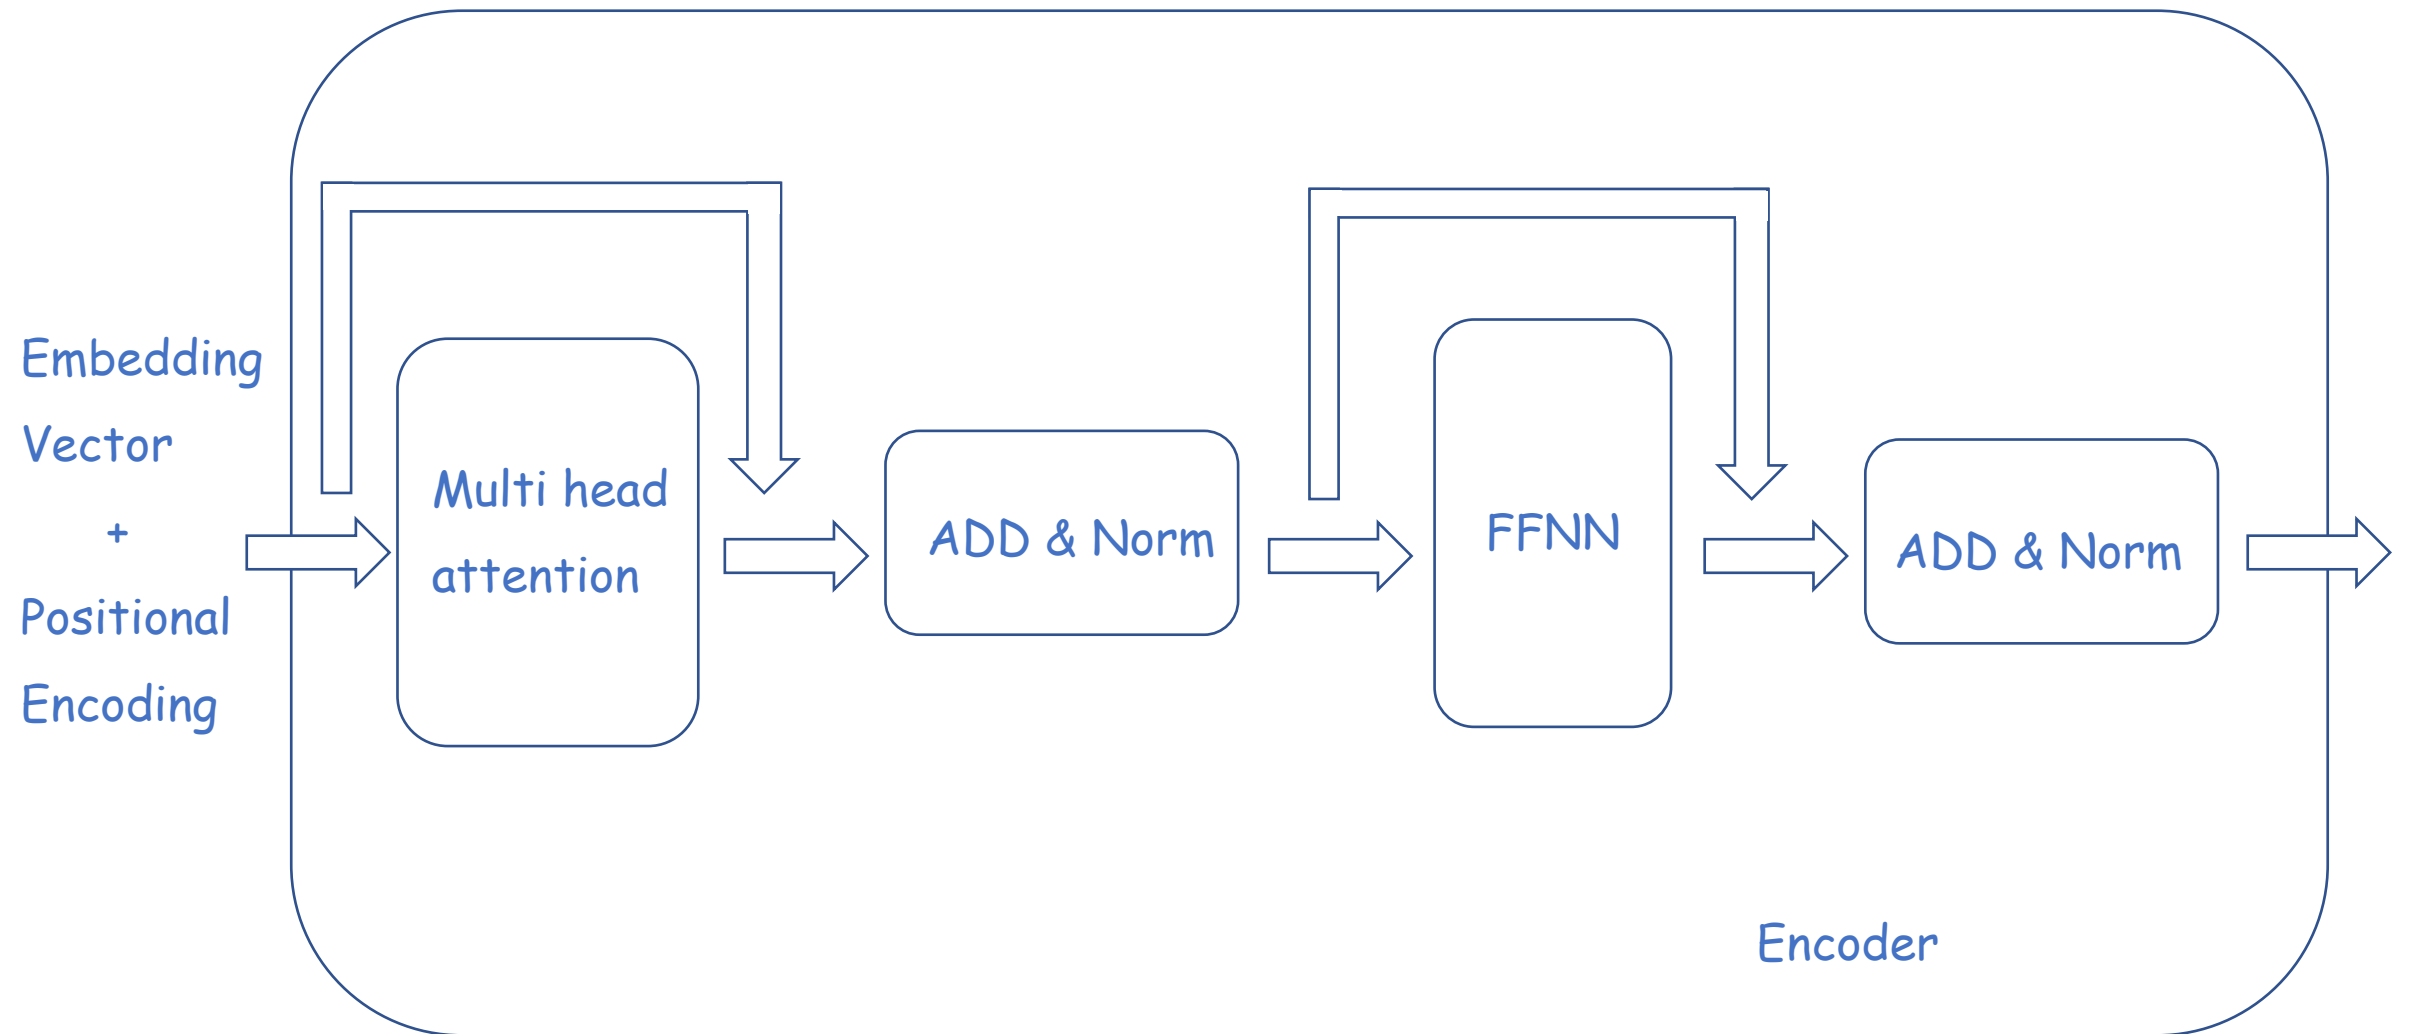 Embedding
Vector
+
Positional
Encoding
Multi head
attention
ADD & Norm
FFNN
ADD & Norm
Encoder